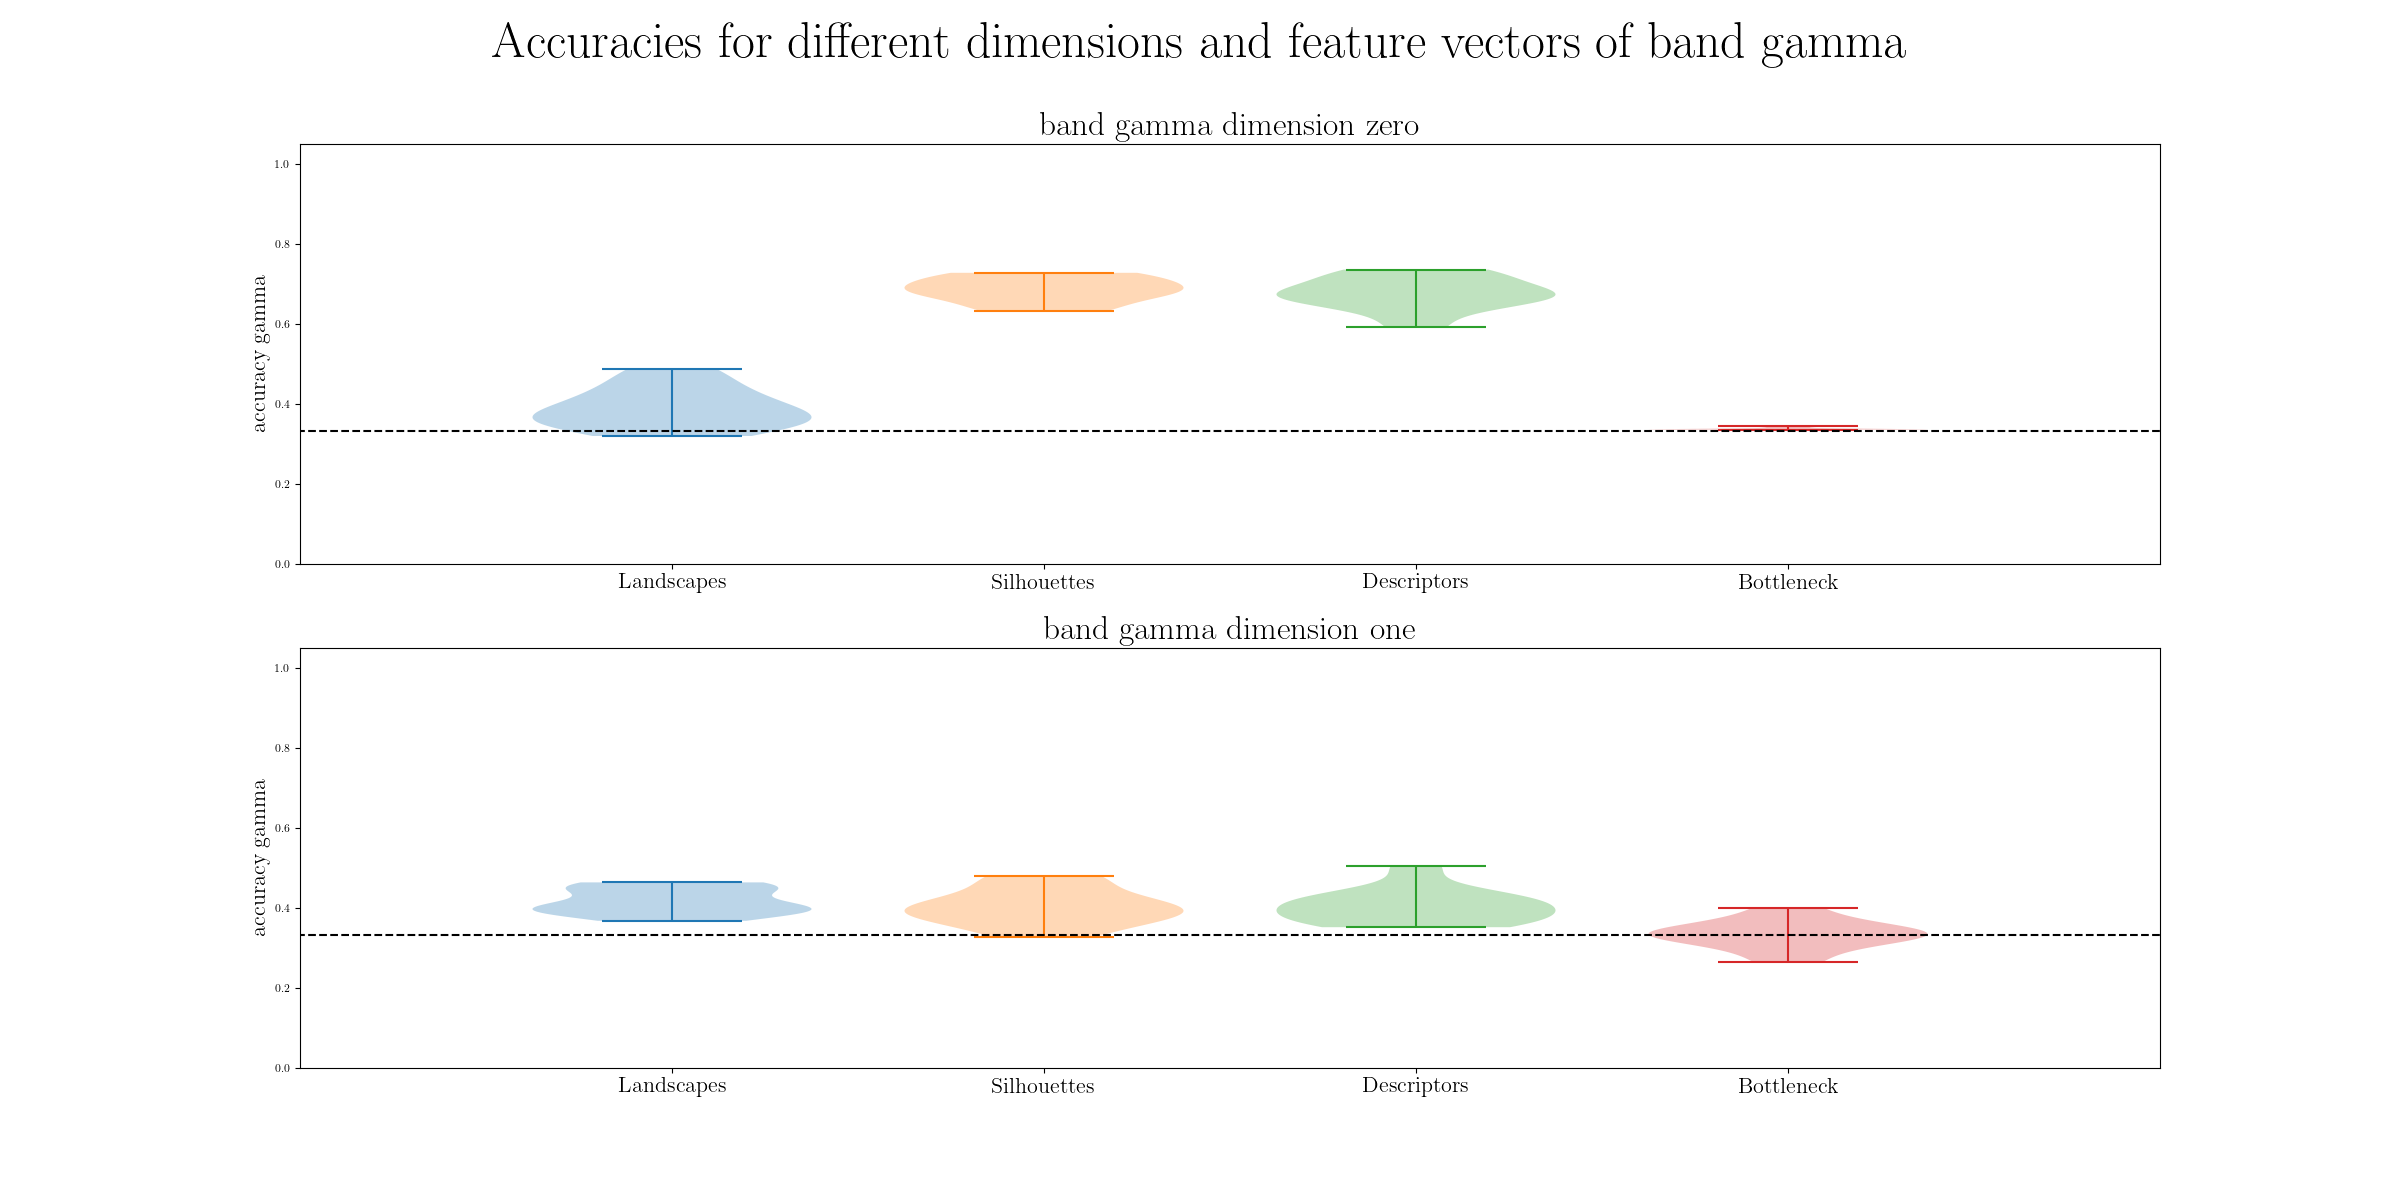 Accuracies for different dimensions and feature vectors of band gamma
band gamma dimension zero
1.0
0.8
0.6
0.4
0.2
0.0
accuracy gamma
Landscapes Silhouettes Descriptors Bottleneck
band gamma dimension one
1.0
0.8
0.6
0.4
0.2
0.0
accuracy gamma
Landscapes Silhouettes Descriptors Bottleneck